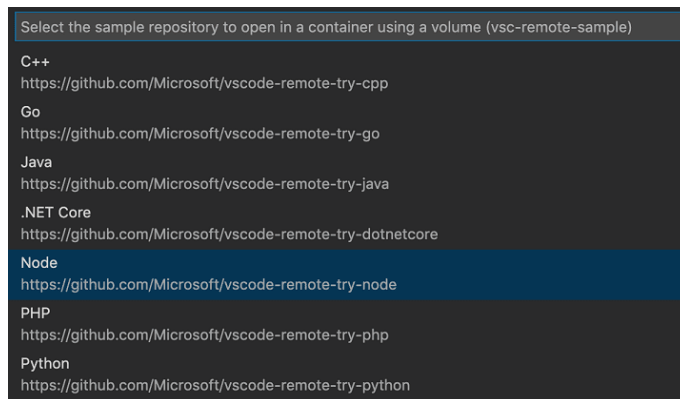 Select the sample repository to open in a container using a volume (vsc-remote-sample)
C++
https://github.com/Microsoft/vscode-remote-try-cpp
Go
https://github.com/Microsoft/vscode-remote-try-go
Java
https://github.com/Microsoft/vscode-remote-try-java
.NET Core
https://github.com/Microsoft/vscode-remote-try-dotnetcore
Node
https://github.com/Microsoft/vscode-remote-try-node
PHP
https://github.com/Microsoft/vscode-remote-try-php
Python
https://github.com/Microsoft/vscode-remote-try-python